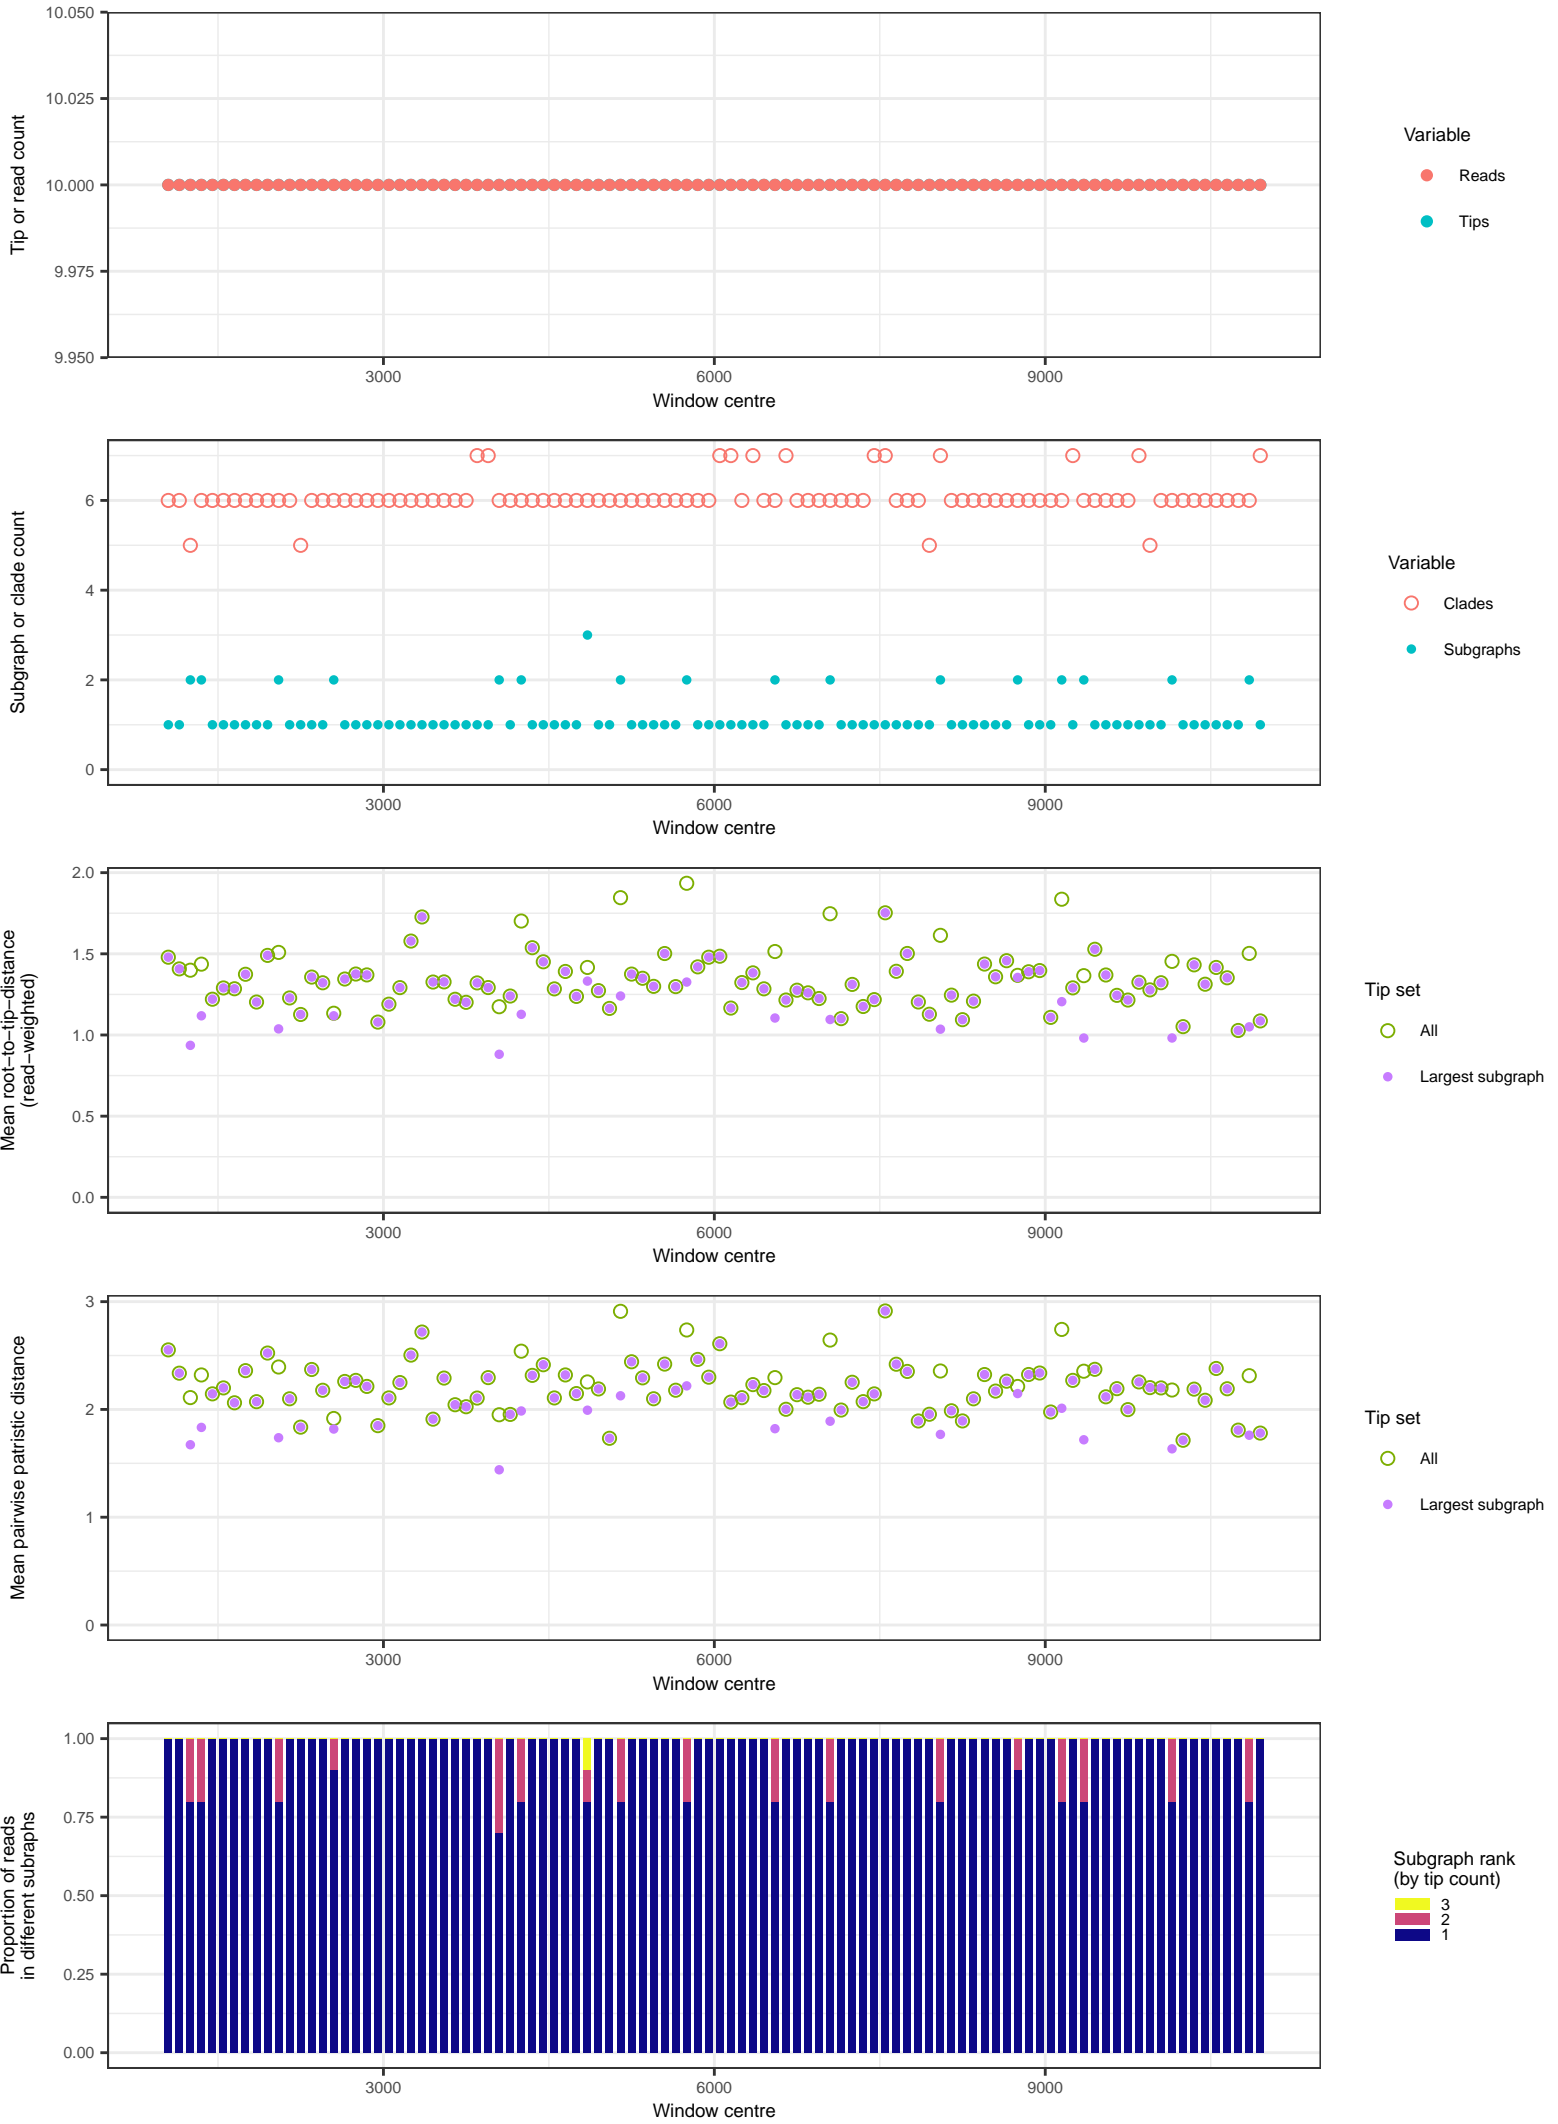 10.050
10.025
10.000
9.975
9.950
Tip or read count
3000
6000
9000
Window centre
Variable
Reads
Tips
6
4
2
0
Subgraph or clade count
3000
6000
9000
Window centre
Variable
Clades
Subgraphs
2.0
1.5
1.0
0.5
0.0
Mean root−to−tip−distance
(read−weighted)
3000
6000
9000
Window centre
Tip set
All
Largest subgraph
3
2
1
0
Mean pairwise patristic distance
3000
6000
9000
Window centre
Tip set
All
Largest subgraph
1.00
0.75
0.50
0.25
0.00
Proportion of reads
in different subraphs
3000
6000
9000
Window centre
Subgraph rank
(by tip count)
3
2
1